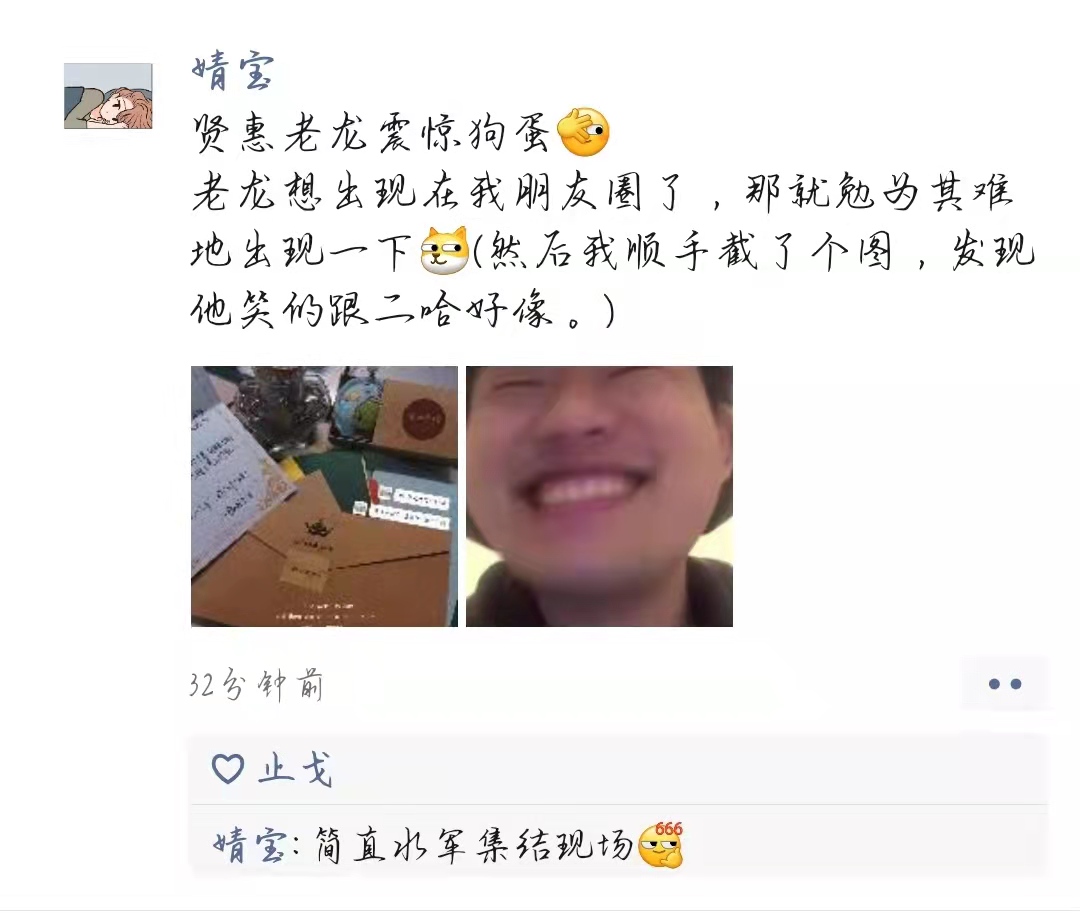 婧宝
贤惠老龙震惊狗蛋
老龙想出现在我朋友圈了，那就勉为其难
地出现一下(然后我顺手截了个图，发现
他笑的跟二哈好像。)
32分钟前
止戈
婧宝:简直水军集结现场
666